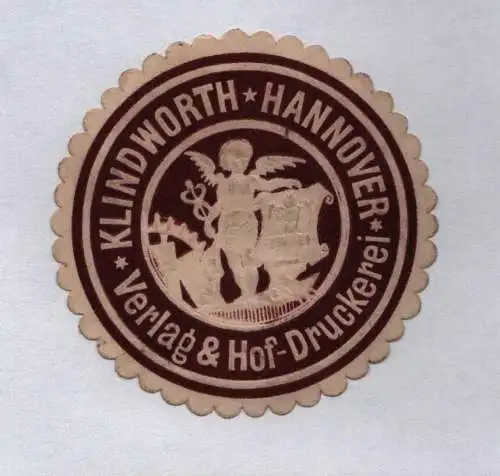 ★ KLINDWORTH ★ HANNOVER ★
Verlag & Hof-Druckerei